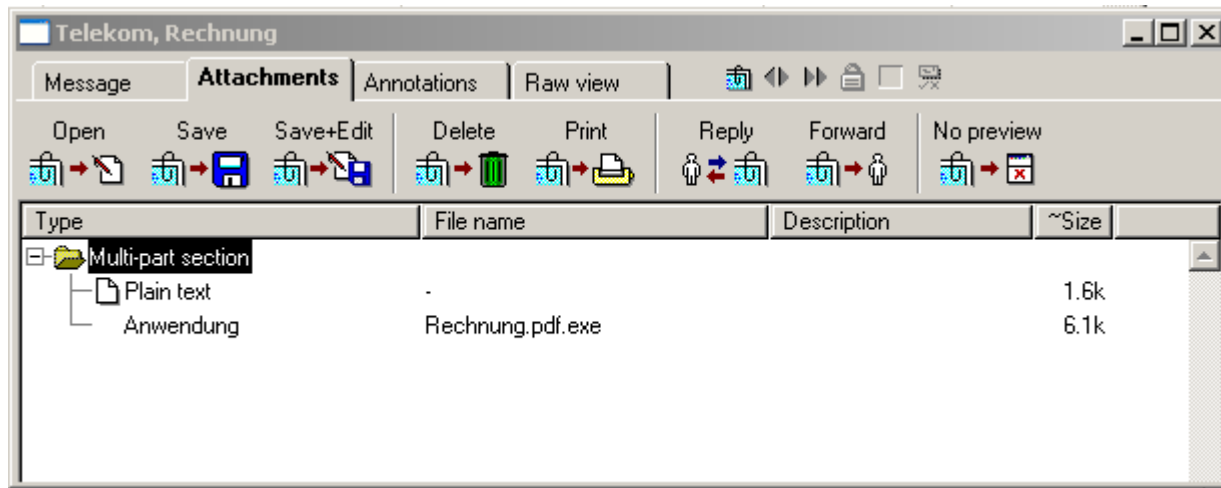 Telekom, Rechnung
Message Attachments Annotations Raw view
Open Save Save+Edit Delete Print Reply Forward No preview
Type File name Description ~Size
Multi-part section
Plain text - 1.6k
Anwendung Rechnung.pdf.exe 6.1k